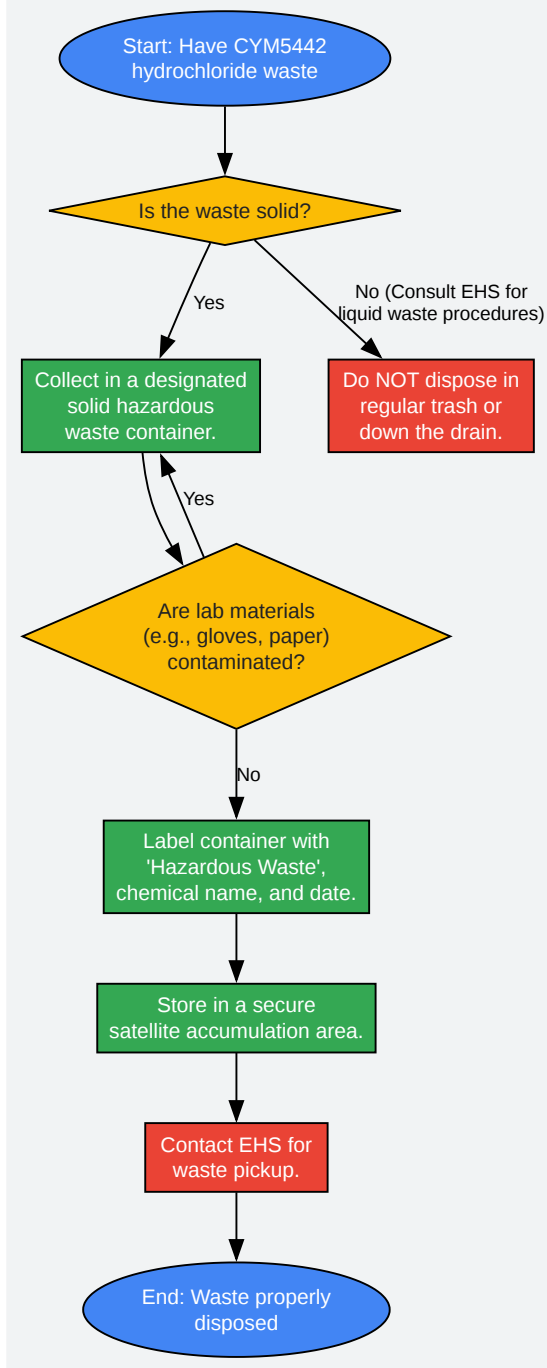 Start: Have CYM5442
hydrochloride waste
Is the waste solid?
Yes
No (Consult EHS for
liquid waste procedures)
Collect in a designated
solid hazardous
waste container.
Do NOT dispose in
regular trash or
down the drain.
Yes
Are lab materials
(e.g., gloves, paper)
contaminated?
No
Label container with
'Hazardous Waste',
chemical name, and date.
Store in a secure
satellite accumulation area.
Contact EHS for
waste pickup.
End: Waste properly
disposed